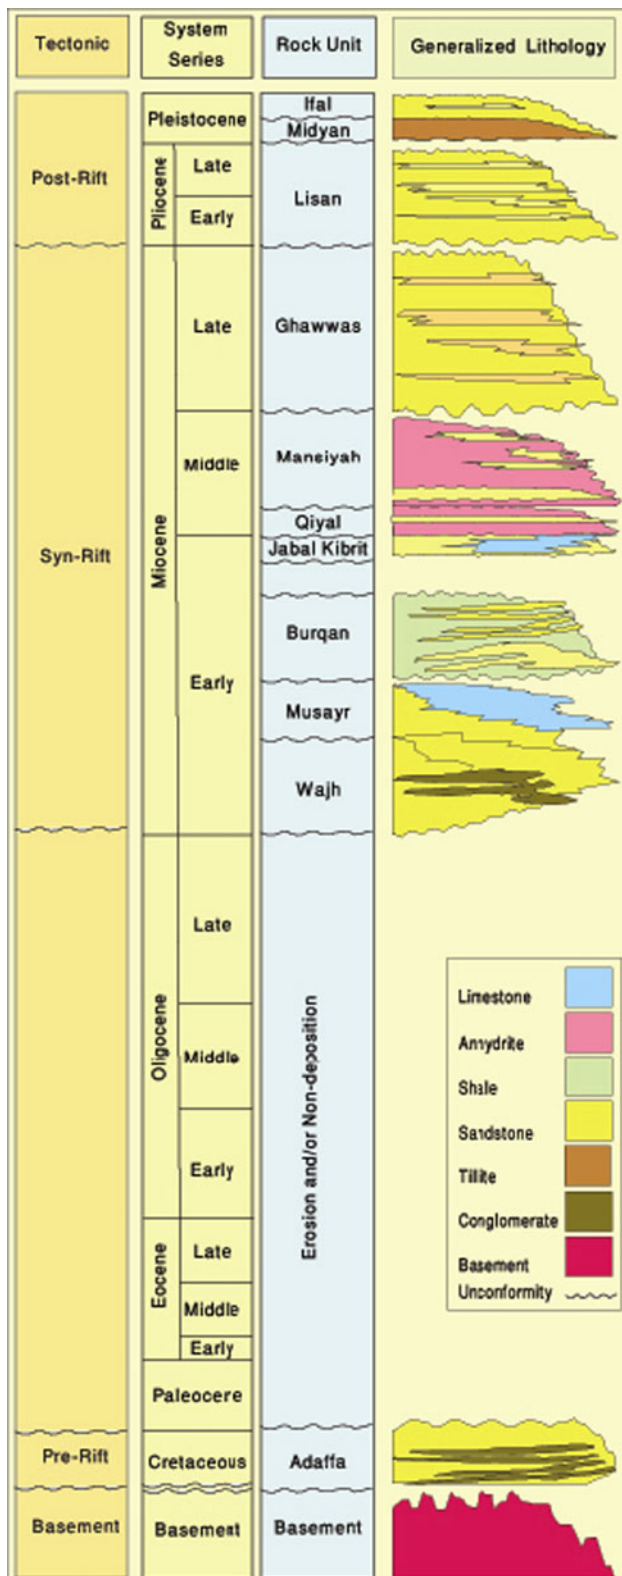 Tectonic
System
Series
Rock Unit
Generalized Lithology
Post-Rift
Syn-Rift
Pre-Rift
Basement
Pleistocene
Pliocene
Late
Early
Miocene
Late
Middle
Early
Oligocene
Late
Middle
Early
Eocene
Late
Middle
Early
Paleocere
Cretaceous
Basement
Ifal
Midyan
Lisan
Ghawwas
Mansiyah
Qiyal
Jabal Kibrit
Burqan
Musayr
Wajh
Erosion and/or Non-deposition
Adaffa
Basement
Limestone
Anhydrite
Shale
Sandstone
Tillite
Conglomerate
Basement
Unconformity